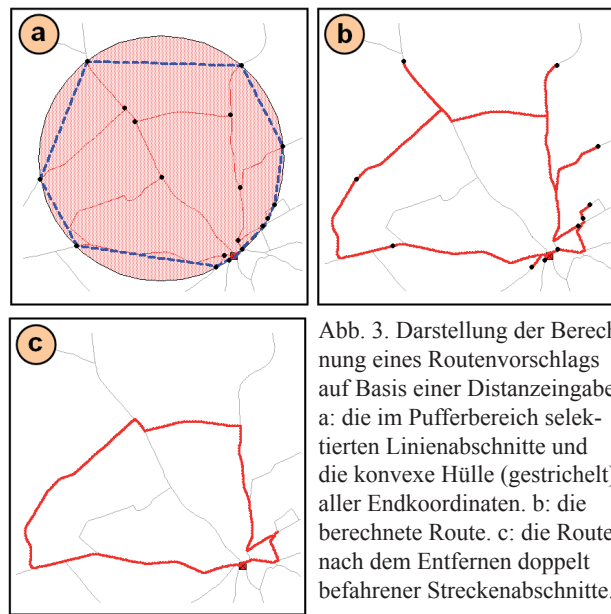 a
b
c
Abb. 3. Darstellung der Berech
nung eines Routenvorschlags
auf Basis einer Distanzeingabe
a: die im Pufferbereich selek-
tierten Linienabschnitte und
die konvexe Hülle (gestrichelt)
aller Endkoordinaten. b: die
berechnete Route. c: die Route
nach dem Entfernen doppelt
befahrener Streckenabschnitte.